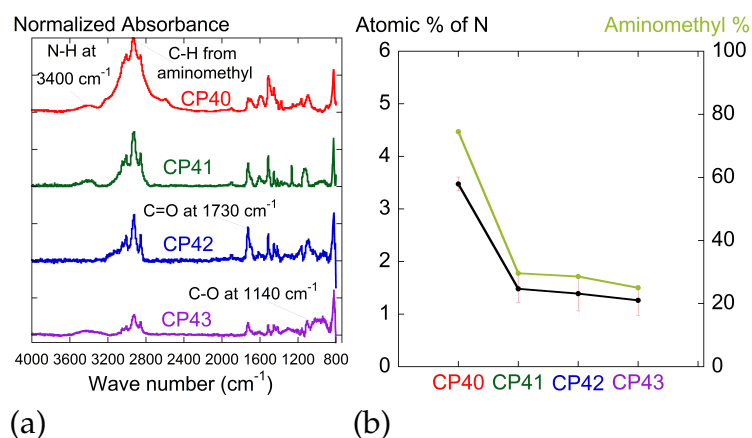 Normalized Absorbance
N-H at
3400 cm⁻¹
C-H from
aminomethyl
CP40
CP41
C=O at 1730 cm⁻¹
CP42
C-O at 1140 cm⁻¹
CP43
4000 3200 2800 2400 1600 1200 800
Wave number (cm⁻¹)
(a)
Atomic % of N
Aminomethyl %
6
5
4
3
2
1
0
100
80
60
40
20
0
CP40 CP41 CP42 CP43
(b)